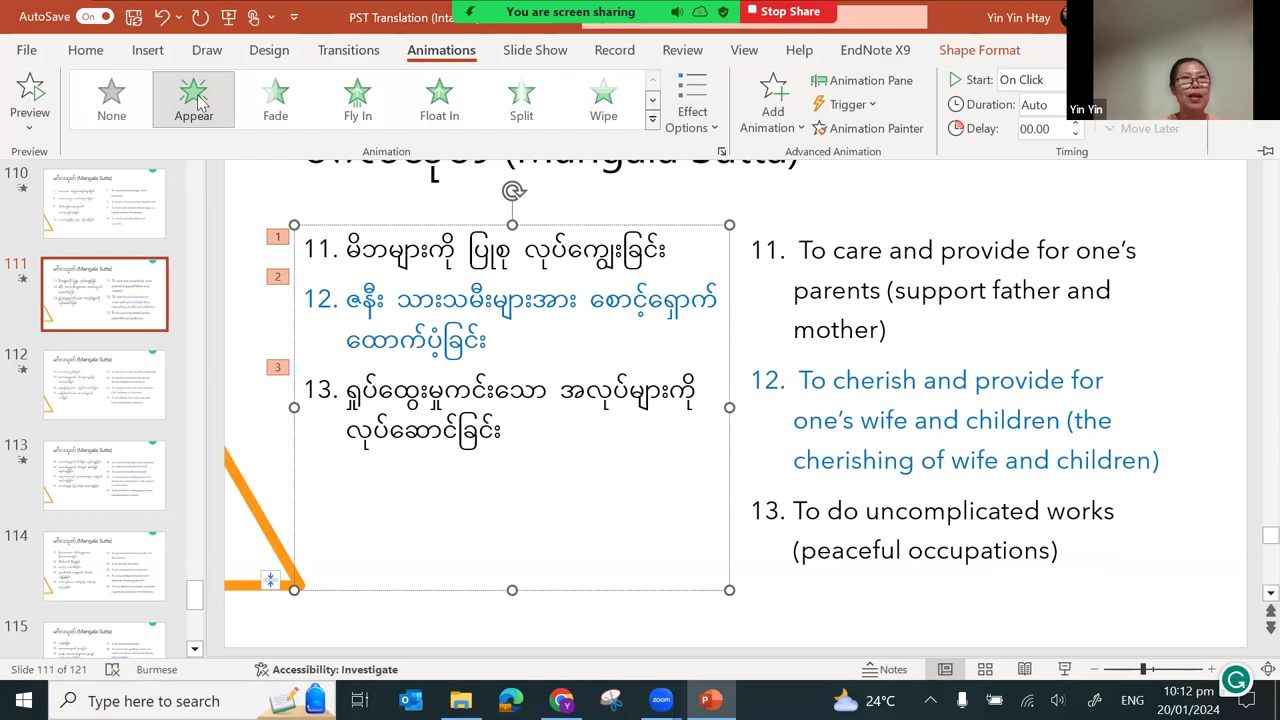 AutoSave On PST Translation (Inta
You are screen sharing Stop Share
Yin Yin Htay
File Home Insert Draw Design Transitions Animations Slide Show Record Review View Help EndNote X9 Shape Format
Preview None Appear Fade Fly In Float In Split Wipe Effect Options Add Animation Animation Pane Start: On Click
Trigger Duration: Auto
Animation Painter Delay: 00.00 Move Later
Preview Animation Advanced Animation Timing
Yin Yin
(Mangala Sutta)
110
111
112
113
114
115
1
2
3
11. မိဘများကို ပြုစု လုပ်ကျွေးခြင်း
12. ဇနီး သားသမီးများအား စောင့်ရှောက်
ထောက်ပံ့ခြင်း
13. ရှုပ်ထွေးမှုကင်းသော အလုပ်များကို
လုပ်ဆောင်ခြင်း
11. To care and provide for one’s
parents (support father and
mother)
12. To cherish and provide for
one’s wife and children (the
cherishing of wife and children)
13. To do uncomplicated works
(peaceful occupations)
Slide 111 of 121 Burmese Accessibility: Investigate Notes
Type here to search zoom 24°C ENG 10:12 pm
20/01/2024